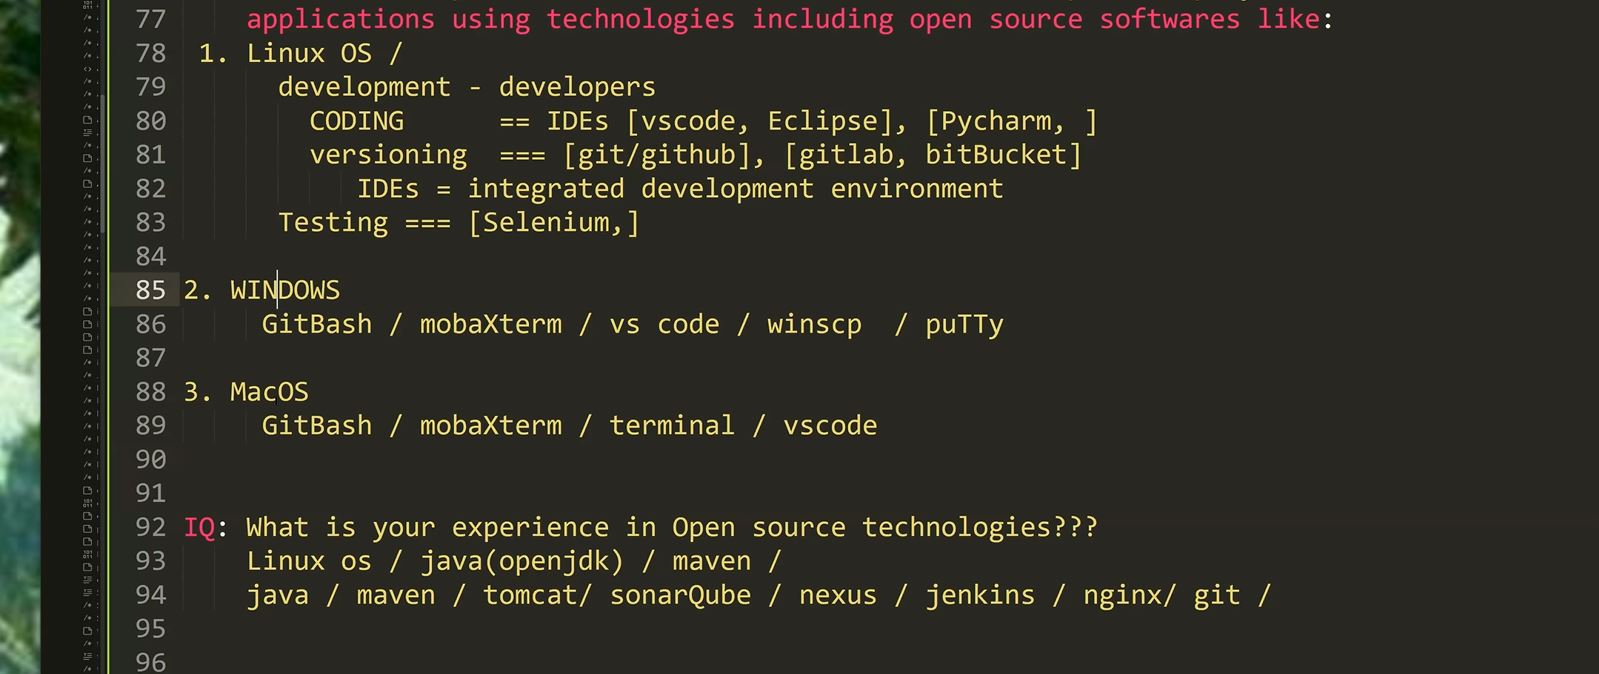 77 applications using technologies including open source softwares like:
78 1. Linux OS /
79 development - developers
80 CODING == IDEs [vscode, Eclipse], [Pycharm, ]
81 versioning === [git/github], [gitlab, bitBucket]
82 IDEs = integrated development environment
83 Testing === [Selenium,]
84
85 2. WINDOWS
86 GitBash / mobaXterm / vs code / winscp / puTTy
87
88 3. MacOS
89 GitBash / mobaXterm / terminal / vscode
90
91
92 IQ: What is your experience in Open source technologies???
93 Linux os / java(openjdk) / maven /
94 java / maven / tomcat/ sonarQube / nexus / jenkins / nginx/ git /
95
96